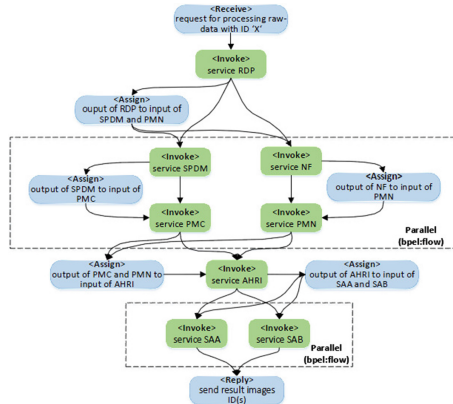 <Receive>
request for processing raw-
data with ID 'X'
<Invoke>
service RDP
<Assign>
ouput of RDP to input of
SPDM and PMN
<Invoke>
service SPDM
<Invoke>
service NF
<Assign>
output of SPDM to input of
PMC
<Assign>
output of NF to input of
PMN
<Invoke>
service PMC
<Invoke>
service PMN
Parallel
(bpel:flow)
<Assign>
output of PMC and PMN to
input of AHRI
<Invoke>
service AHRI
<Assign>
output of AHRI to input of
SAA and SAB
<Invoke>
service SAA
<Invoke>
service SAB
Parallel
(bpel:flow)
<Reply>
send result images
ID(s)